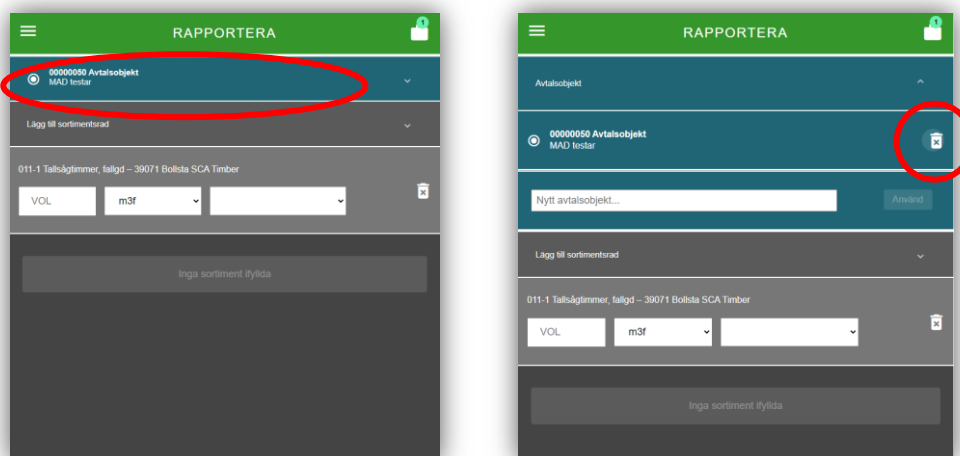 RAPPORTERA
1
00000050 Avtalsobjekt
MAD testar
Lägg till sortimentsrad
011-1 Tallsågtimmer, fallgd – 39071 Bollsta SCA Timber
VOL m3f
Inga sortiment ifyllda
RAPPORTERA
1
Avtalsobjekt
00000050 Avtalsobjekt
MAD testar
Nytt avtalsobjekt... Använd
Lägg till sortimentsrad
011-1 Tallsågtimmer, fallgd – 39071 Bollsta SCA Timber
VOL m3f
Inga sortiment ifyllda